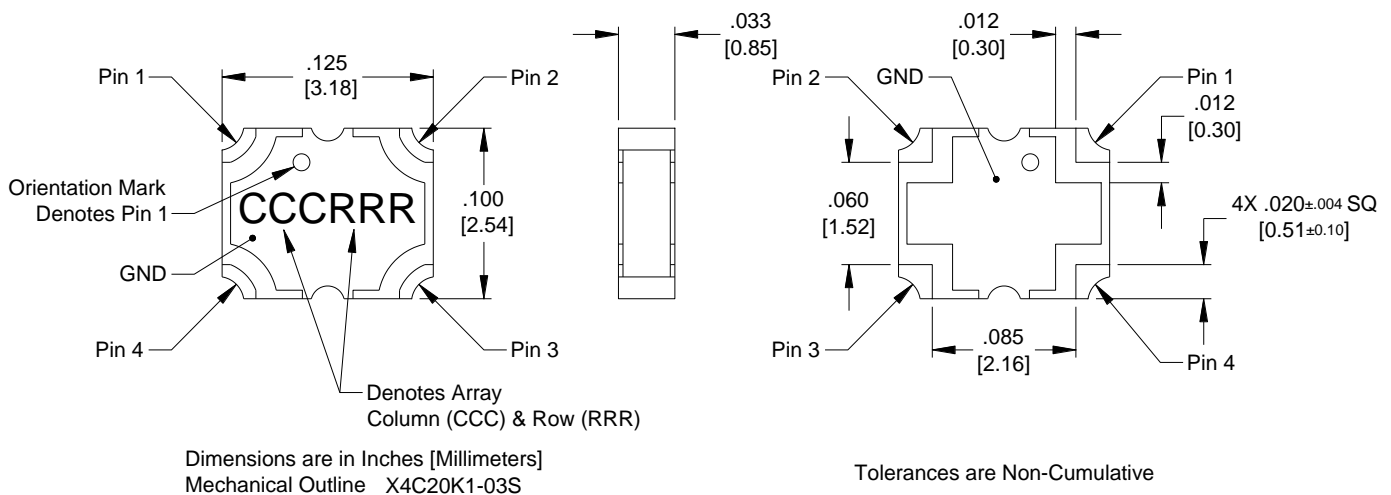 Pin 1
.125
[3.18]
Pin 2
Orientation Mark
Denotes Pin 1
CCCRRR
.100
[2.54]
GND
Pin 4
Pin 3
Denotes Array
Column (CCC) & Row (RRR)
Dimensions are in Inches [Millimeters]
Mechanical Outline X4C20K1-03S
.033
[0.85]
.012
[0.30]
Pin 2
GND
Pin 1
.012
[0.30]
.060
[1.52]
4X .020±.004 SQ
[0.51±0.10]
Pin 3
.085
[2.16]
Pin 4
Tolerances are Non-Cumulative